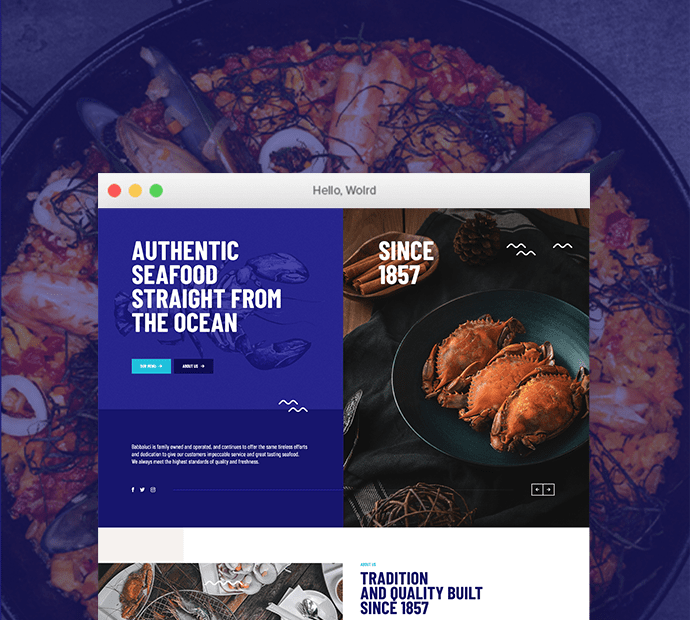 Hello, Wolrd
AUTHENTIC
SEAFOOD
STRAIGHT FROM
THE OCEAN
SINCE
1857
OUR MENU
ABOUT US
Babbaluci is family owned and operated, and continues to offer the same tireless efforts
and dedication to give our customers impeccable service and great tasting seafood.
We always meet the highest standards of quality and freshness.
ABOUT US
TRADITION
AND QUALITY BUILT
SINCE 1857